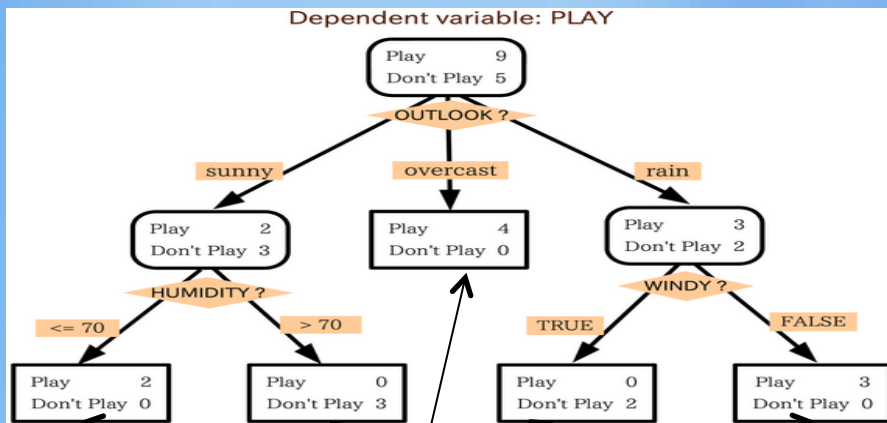 Dependent variable: PLAY
Play 9
Don't Play 5
OUTLOOK ?
sunny
overcast
rain
Play 2
Don't Play 3
Play 4
Don't Play 0
Play 3
Don't Play 2
HUMIDITY ?
WINDY ?
<= 70
> 70
TRUE
FALSE
Play 2
Don't Play 0
Play 0
Don't Play 3
Play 0
Don't Play 2
Play 3
Don't Play 0